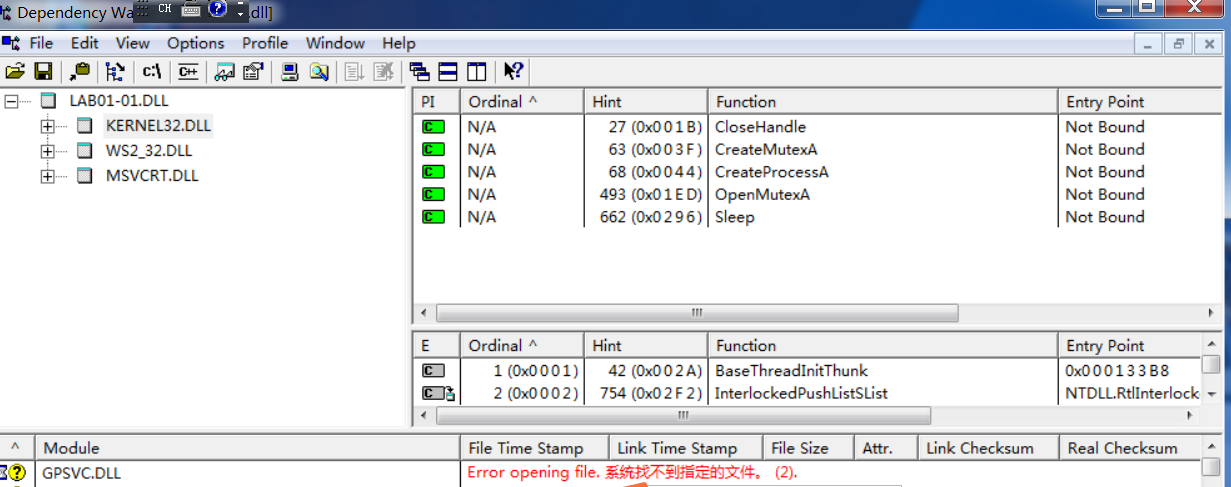 Dependency Wa
CH
.dll]
File Edit View Options Profile Window Help
c:\ C++
LAB01-01.DLL
KERNEL32.DLL
WS2_32.DLL
MSVCRT.DLL
PI Ordinal ^ Hint Function Entry Point
C N/A 27 (0x001B) CloseHandle Not Bound
C N/A 63 (0x003F) CreateMutexA Not Bound
C N/A 68 (0x0044) CreateProcessA Not Bound
C N/A 493 (0x01ED) OpenMutexA Not Bound
C N/A 662 (0x0296) Sleep Not Bound
E Ordinal ^ Hint Function Entry Point
C 1 (0x0001) 42 (0x002A) BaseThreadInitThunk 0x000133B8
C 2 (0x0002) 754 (0x02F2) InterlockedPushListSList NTDLL.RtlInterlock
^ Module File Time Stamp Link Time Stamp File Size Attr. Link Checksum Real Checksum
? GPSVC.DLL Error opening file. 系统找不到指定的文件。 (2).